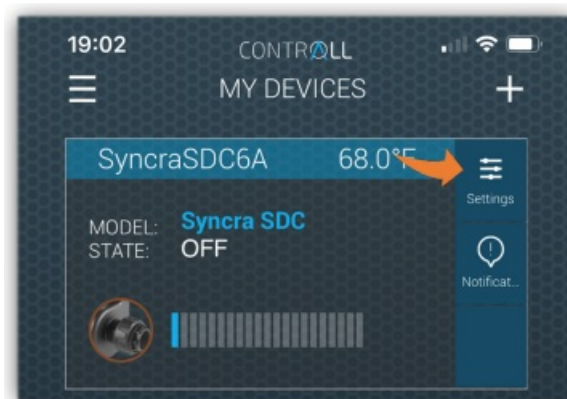 19:02
CONTROLL
MY DEVICES
SyncraSDC6A 68.0°F
Settings
MODEL: Syncra SDC
STATE: OFF
Notificat...